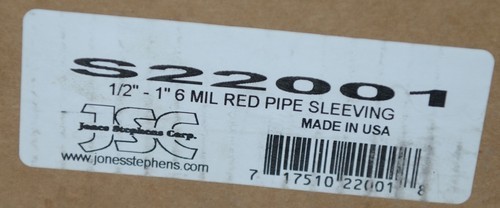 S22001
1/2" - 1" 6 MIL RED PIPE SLEEVING
MADE IN USA
JSC
Jones Stephens Corp.
www.jonesstephens.com
7 17510 22001 8